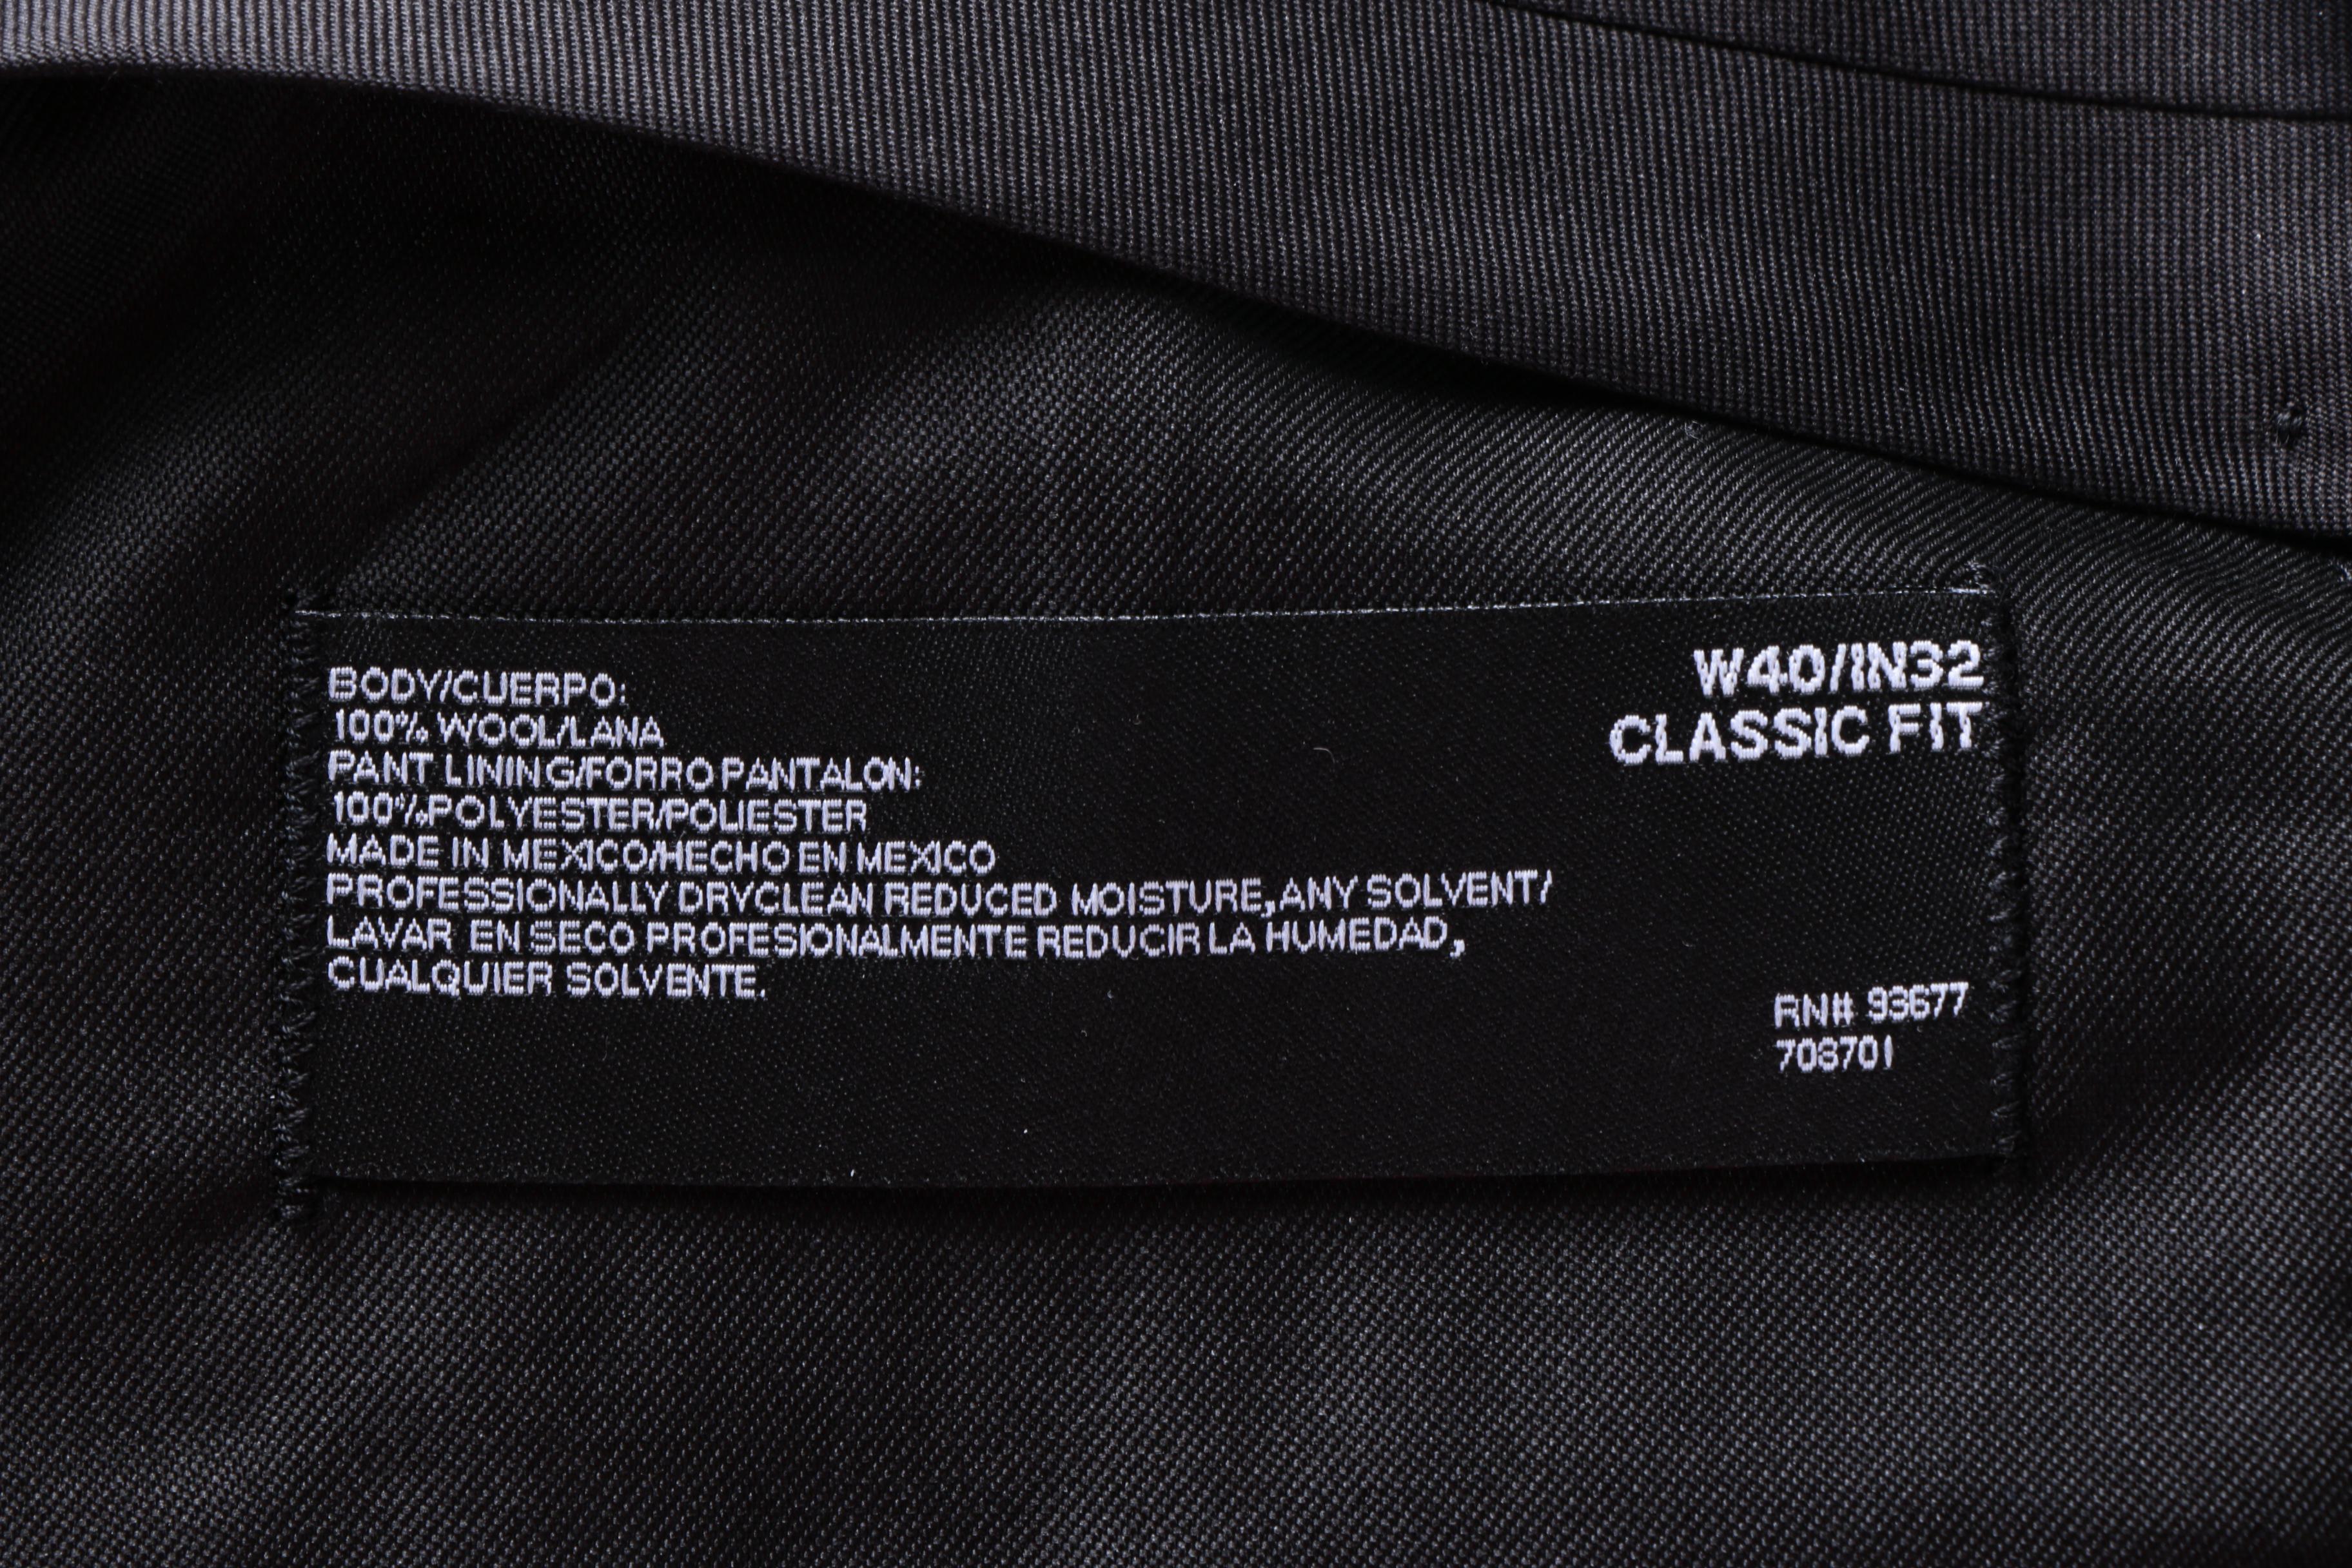 BODY/CUERPO:
100% WOOL/LANA
PANT LINING/FORRO PANTALON:
100%POLYESTER/POLIESTER
MADE IN MEXICO/HECHO EN MEXICO
PROFESSIONALLY DRYCLEAN REDUCED MOISTURE,ANY SOLVENT/
LAVAR EN SECO PROFESIONALMENTE REDUCIR LA HUMEDAD,
CUALQUIER SOLVENTE.
W40/IN32
CLASSIC FIT
RN# 93677